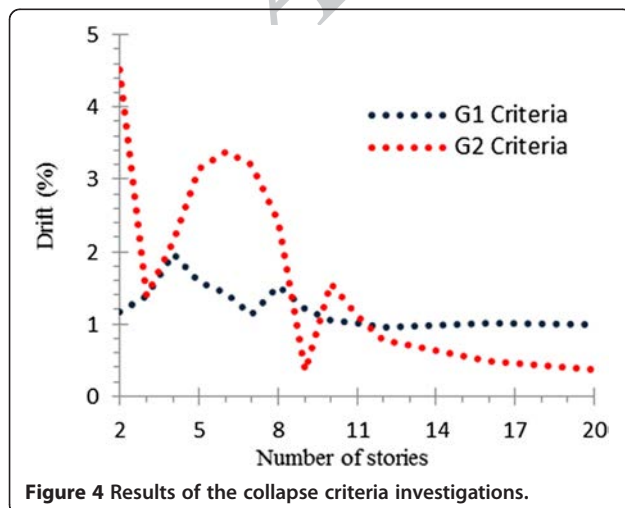 5
4
3
2
1
0
Drift (%)
G1 Criteria
G2 Criteria
2 5 8 11 14 17 20
Number of stories
Figure 4 Results of the collapse criteria investigations.